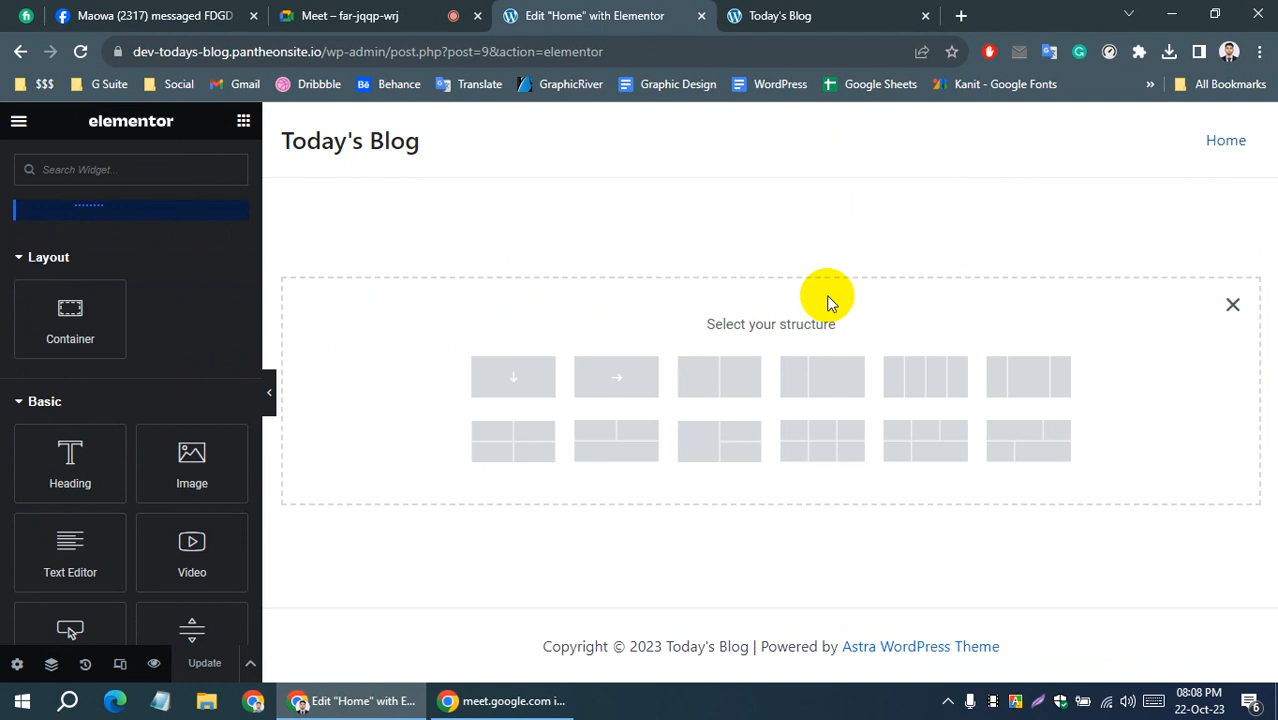 Maowa (2317) messaged FDGD
Meet – far-jqqp-wrj
Edit "Home" with Elementor
Today's Blog
dev-todays-blog.pantheonsite.io/wp-admin/post.php?post=9&action=elementor
$$$
G Suite
Social
Gmail
Dribbble
Behance
Translate
GraphicRiver
Graphic Design
WordPress
Google Sheets
Kanit - Google Fonts
»
All Bookmarks
elementor
Search Widget...
Layout
Container
Basic
Heading
Image
Text Editor
Video
Update
Today's Blog
Home
Select your structure
Copyright © 2023 Today's Blog | Powered by Astra WordPress Theme
Edit "Home" with E...
meet.google.com i...
08:08 PM
22-Oct-23
6